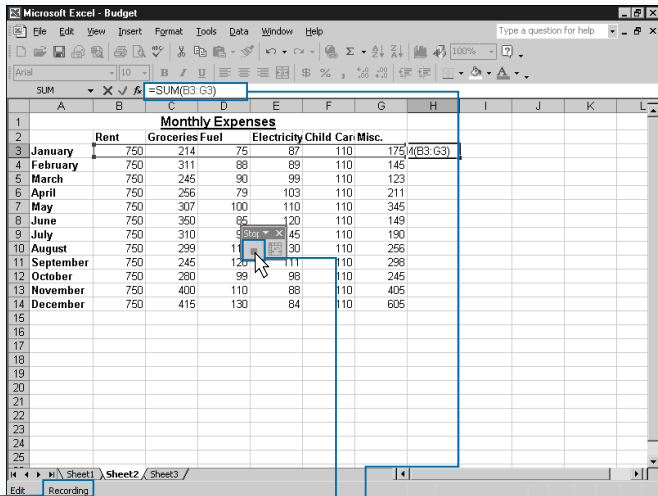 Microsoft Excel - Budget
File Edit View Insert Format Tools Data Window Help Type a question for help
100%
Arial 10 B I U $ % ,
SUM =SUM(B3:G3)
A B C D E F G H I J K L
1 Monthly Expenses
2 Rent Groceries Fuel Electricity Child Car Misc.
3 January 750 214 75 87 110 175 M(B3:G3)
4 February 750 311 88 89 110 145
5 March 750 245 90 99 110 123
6 April 750 256 79 103 110 211
7 May 750 307 100 110 110 345
8 June 750 350 85 120 110 149
9 July 750 310 9 45 110 190
Stop
10 August 750 299 11 30 110 256
11 September 750 245 120 111 110 298
12 October 750 280 99 98 110 245
13 November 750 400 110 88 110 405
14 December 750 415 130 84 110 605
15
16
17
18
19
20
21
22
23
24
25
Sheet1 Sheet2 Sheet3
Edit Recording